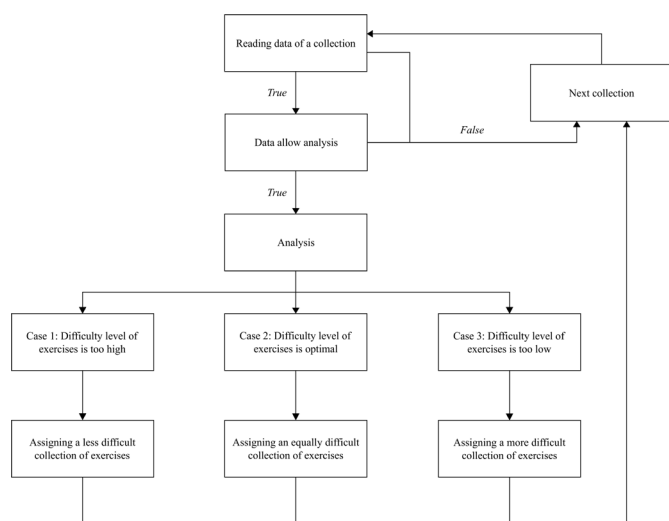 Reading data of a collection
True
Next collection
False
Data allow analysis
True
Analysis
Case 1: Difficulty level of
exercises is too high
Case 2: Difficulty level of
exercises is optimal
Case 3: Difficulty level of
exercises is too low
Assigning a less difficult
collection of exercises
Assigning an equally difficult
collection of exercises
Assigning a more difficult
collection of exercises